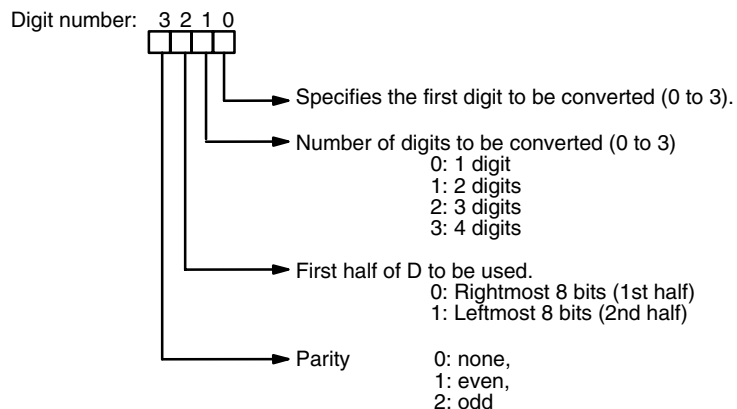 Digit number: 3 2 1 0
Specifies the first digit to be converted (0 to 3).
Number of digits to be converted (0 to 3)
0: 1 digit
1: 2 digits
2: 3 digits
3: 4 digits
First half of D to be used.
0: Rightmost 8 bits (1st half)
1: Leftmost 8 bits (2nd half)
Parity 0: none,
1: even,
2: odd